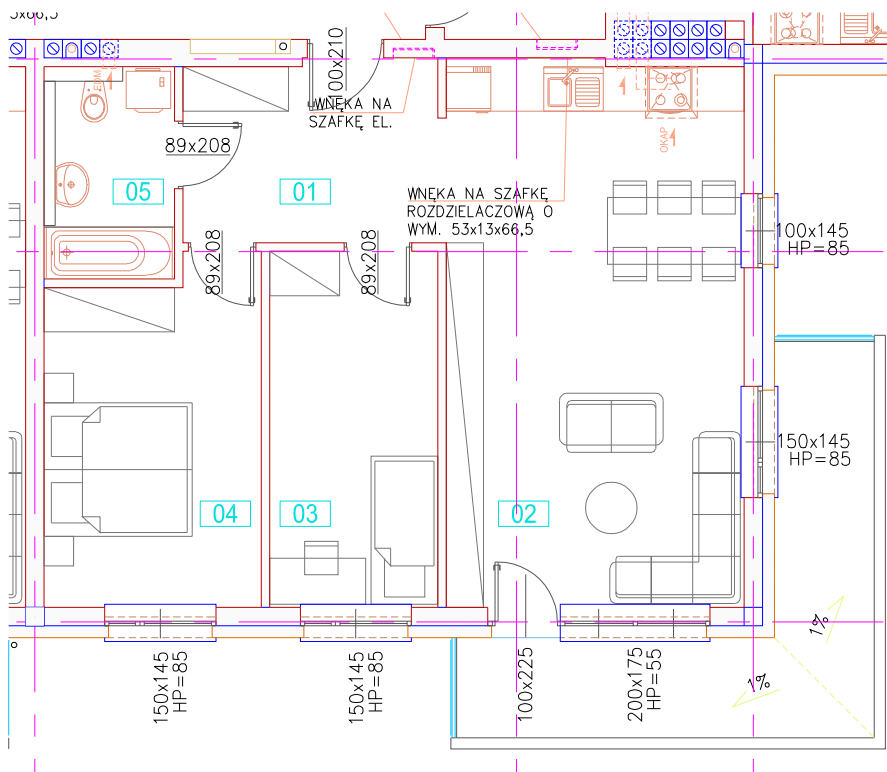 53x66,5
100x210
WNĘKA NA
SZAFKĘ EL.
EDM
89x208
05
01
OKAP
WNĘKA NA SZAFKĘ
ROZDZIELACZOWĄ O
WYM. 53x13x66,5
89x208
89x208
100x145
HP=85
150x145
HP=85
04
03
02
150x145
HP=85
150x145
HP=85
100x225
200x175
HP=55
1%
1%